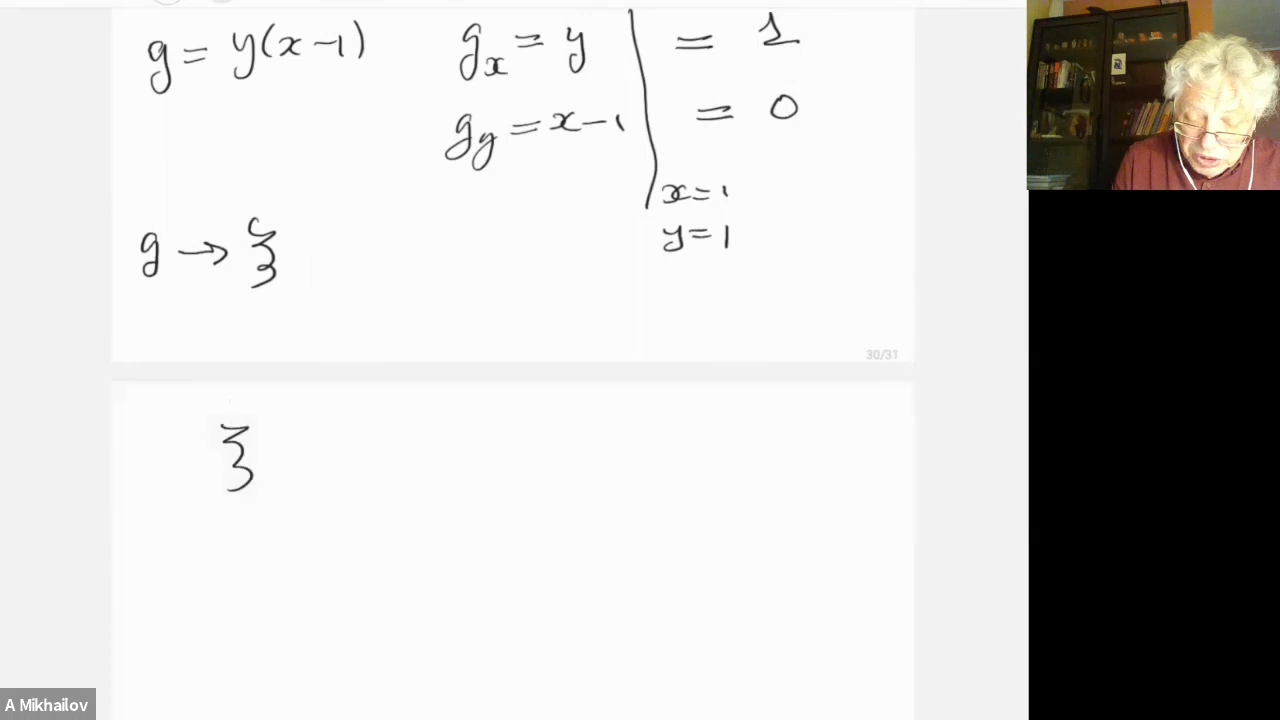 g = y(x-1) g_x = y | = 1
g_y = x-1 | = 0
x=1
g → ξ y=1
30/31
ξ
A Mikhailov